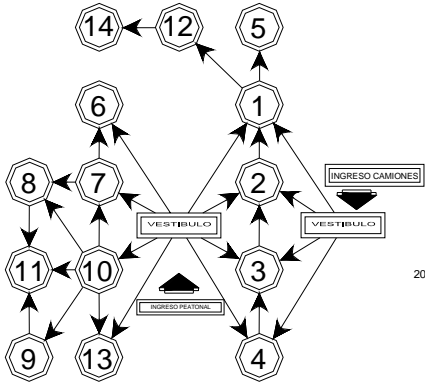 14 12 5
6 1
8 7 2 INGRESO CAMIONES
VESTIBULO VESTIBULO
11 10 3 20
INGRESO PEATONAL
9 13 4